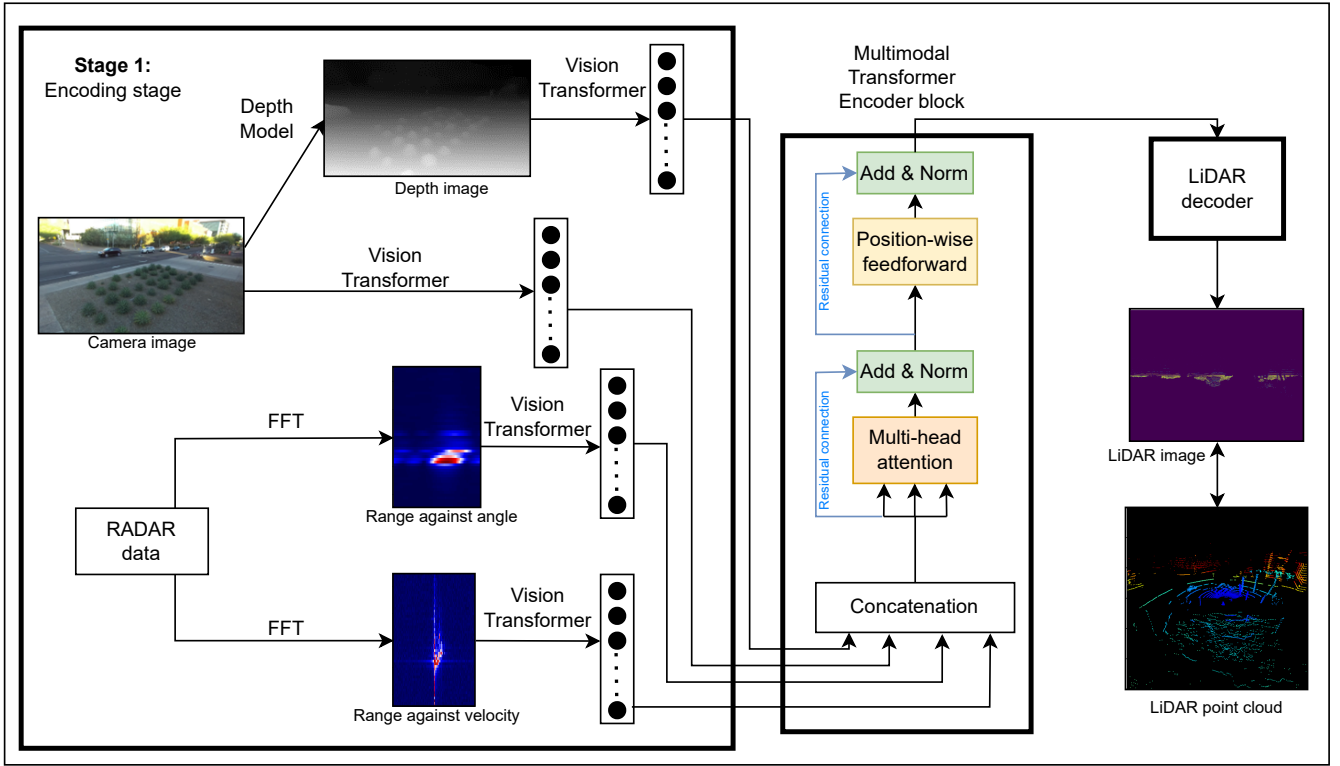 Stage 1:
Encoding stage
Depth
Model
Depth image
Vision
Transformer
Camera image
Vision
Transformer
RADAR
data
FFT
Range against angle
Vision
Transformer
FFT
Range against velocity
Vision
Transformer
Multimodal
Transformer
Encoder block
Add & Norm
Residual connection
Position-wise
feedforward
Add & Norm
Residual connection
Multi-head
attention
Concatenation
LiDAR
decoder
LiDAR image
LiDAR point cloud